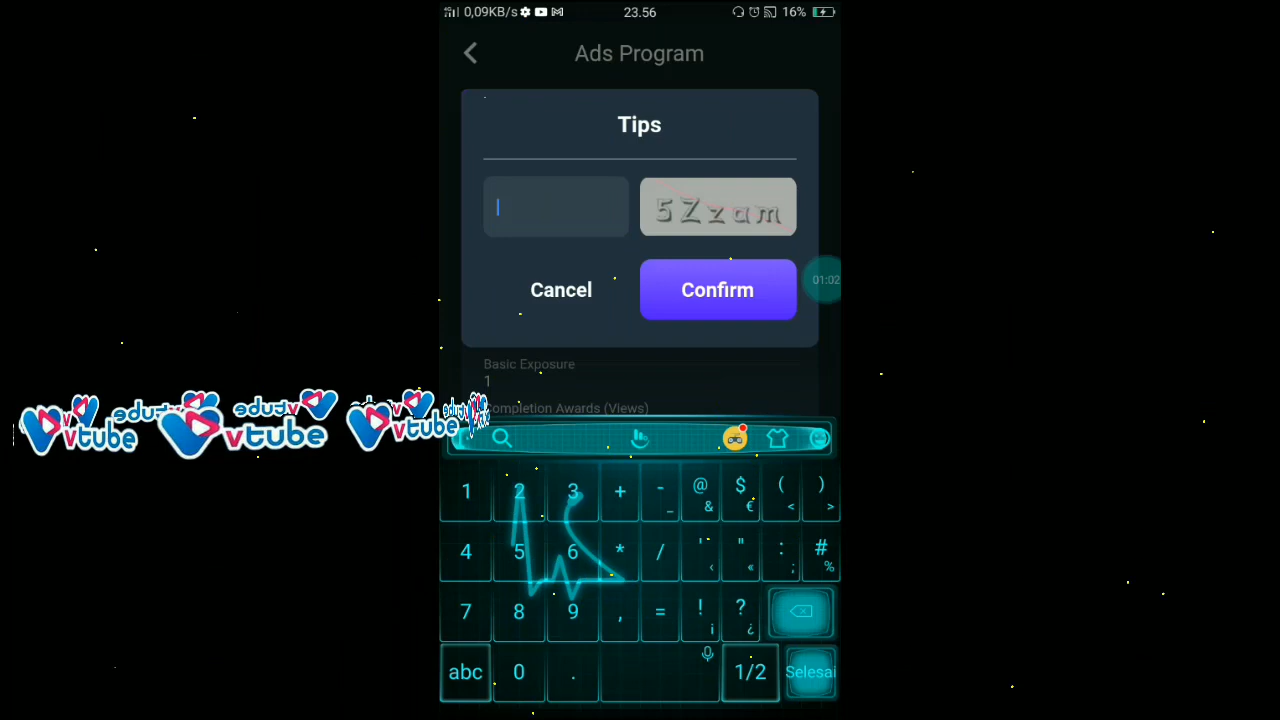 0,09KB/s 23.56 16%
Ads Program
Tips
5Zzam
Cancel Confirm
01:02
Basic Exposure
1
Completion Awards (Views)
vtube vtube vtube
1 2 3 + - _ @ & $ € ( < ) >
4 5 6 * / ' ‹ " « : ; # %
7 8 9 , = ! ¡ ? ¿
abc 0 . 1/2 Selesai